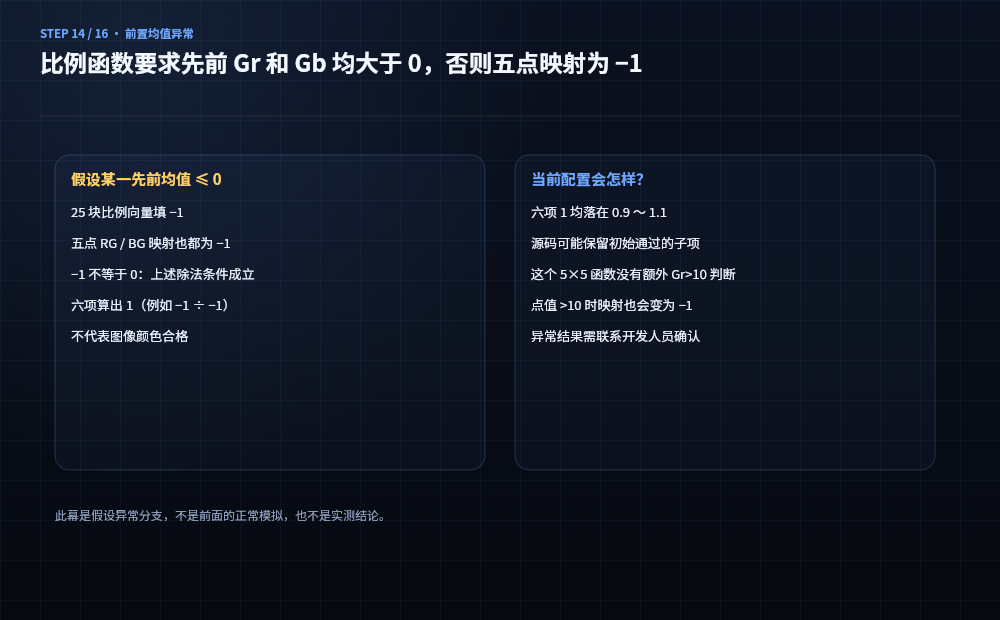 STEP 14 / 16 • 前置均值异常
比例函数要求先前 Gr 和 Gb 均大于 0，否则五点映射为 −1
假设某一先前均值 ≤ 0
25 块比例向量填 −1
五点 RG / BG 映射也都为 −1
−1 不等于 0：上述除法条件成立
六项算出 1（例如 −1 ÷ −1）
不代表图像颜色合格
当前配置会怎样？
六项 1 均落在 0.9 ～ 1.1
源码可能保留初始通过的子项
这个 5×5 函数没有额外 Gr>10 判断
点值 >10 时映射也会变为 −1
异常结果需联系开发人员确认
此幕是假设异常分支，不是前面的正常模拟，也不是实测结论。